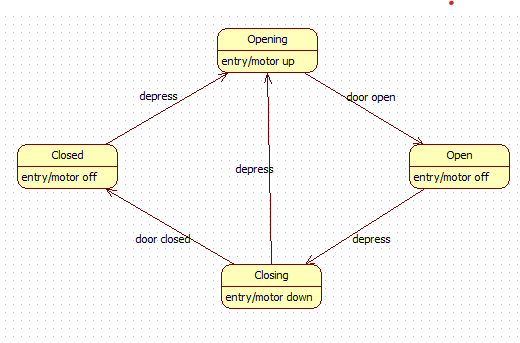 Opening
entry/motor up
depress
door open
Closed
entry/motor off
depress
Open
entry/motor off
door closed
depress
Closing
entry/motor down